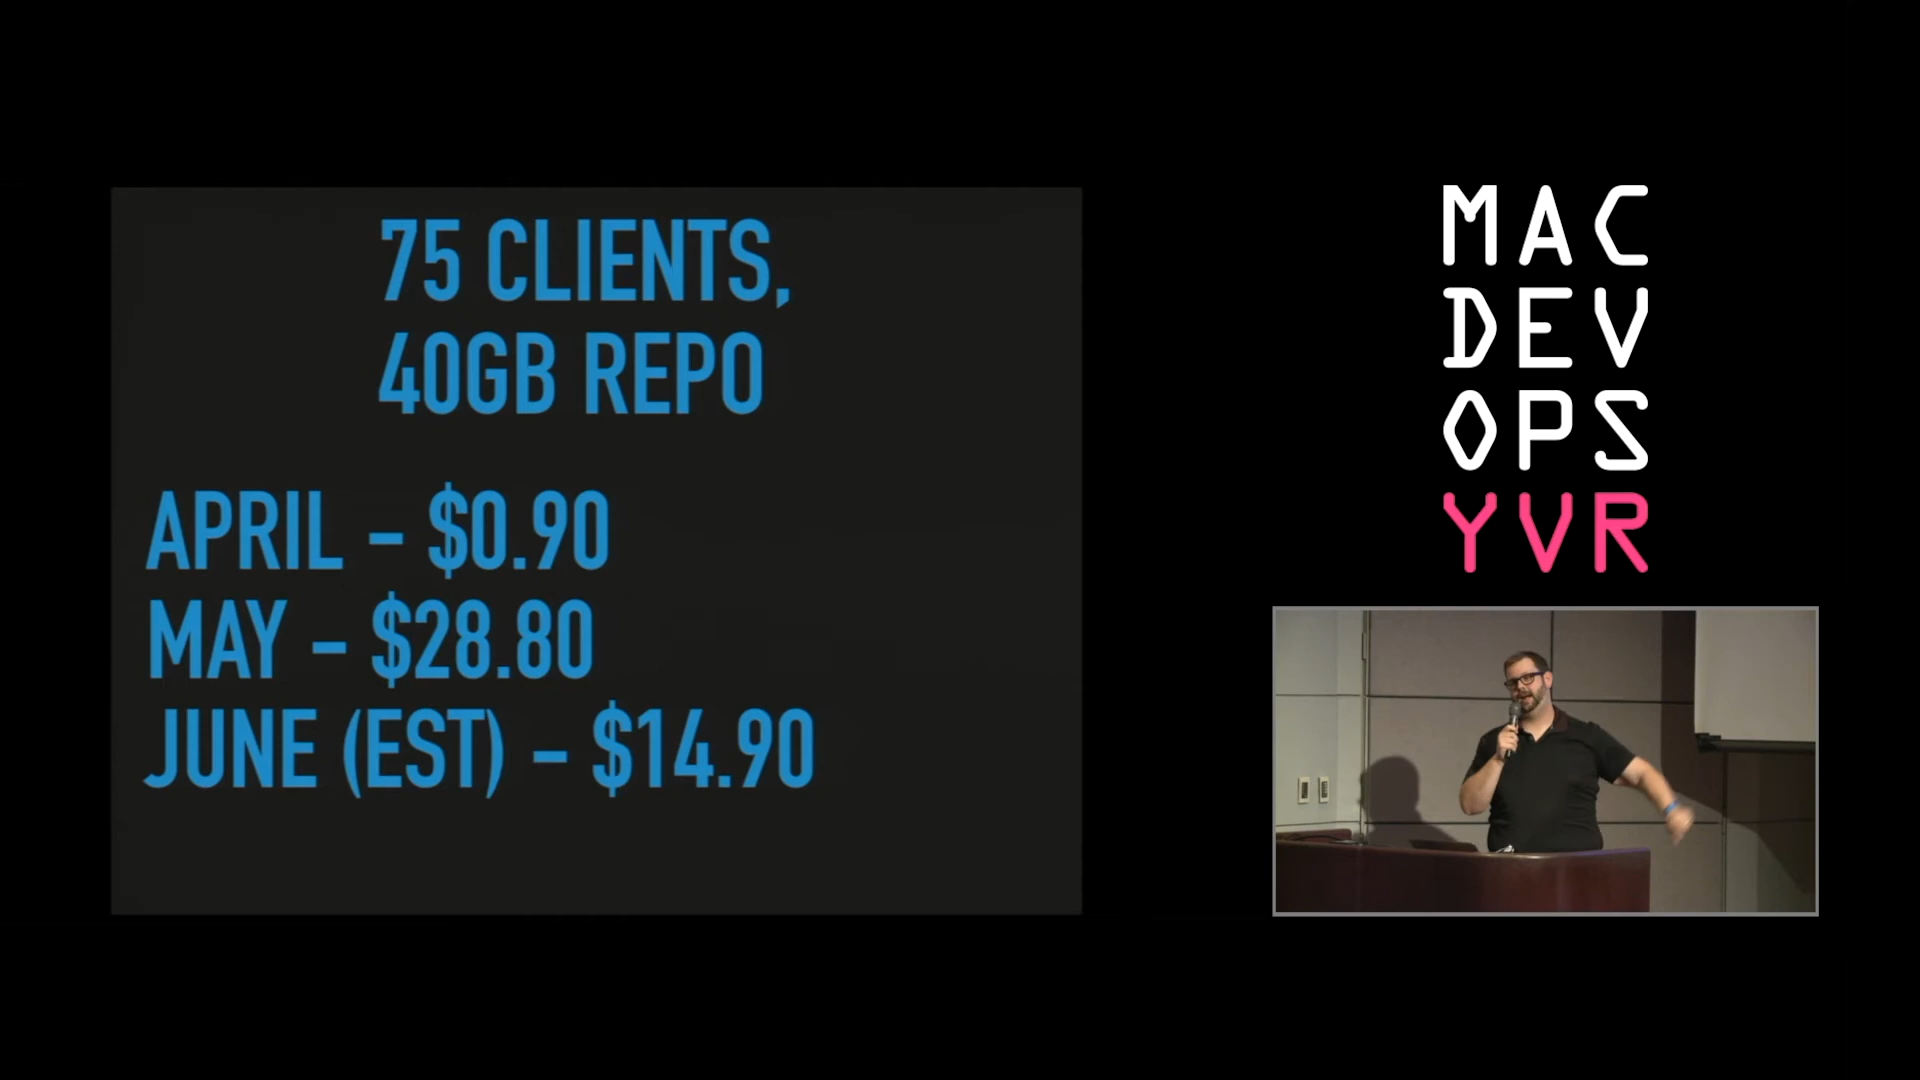 75 CLIENTS,
40GB REPO
APRIL – $0.90
MAY – $28.80
JUNE (EST) – $14.90
MAC
DEV
OPS
YVR